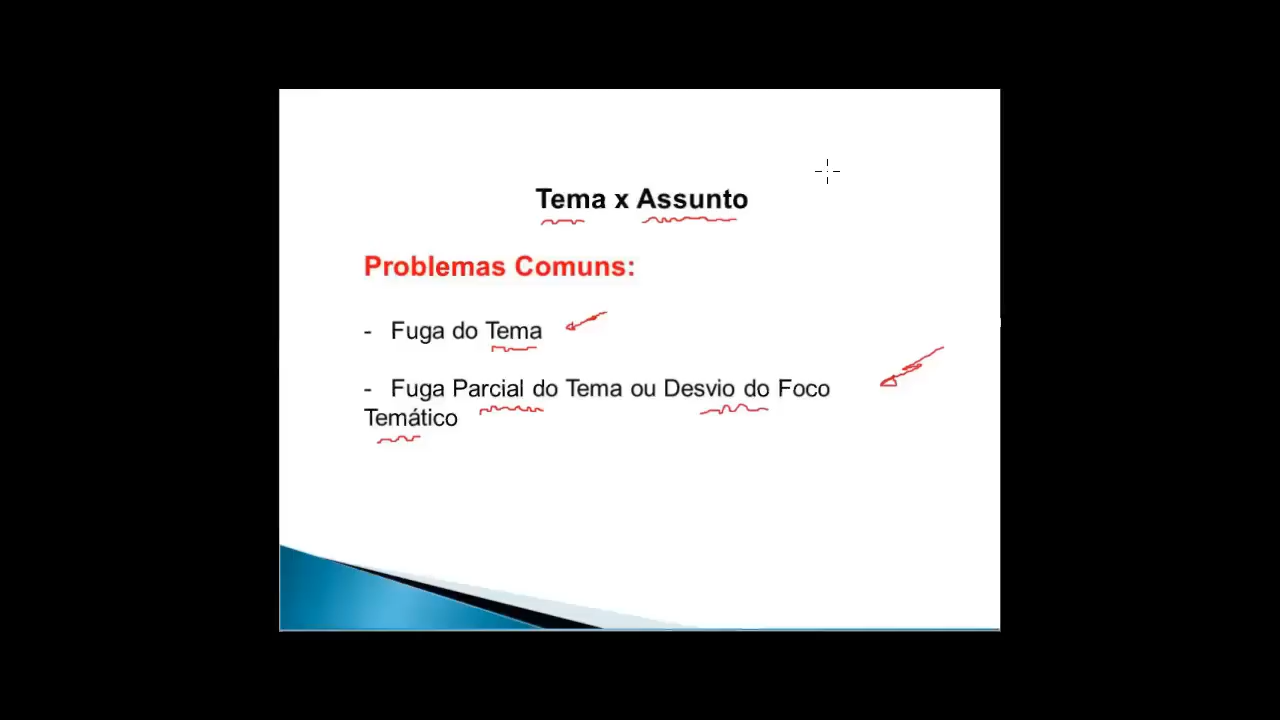 Tema x Assunto
Problemas Comuns:
- Fuga do Tema
- Fuga Parcial do Tema ou Desvio do Foco
Temático